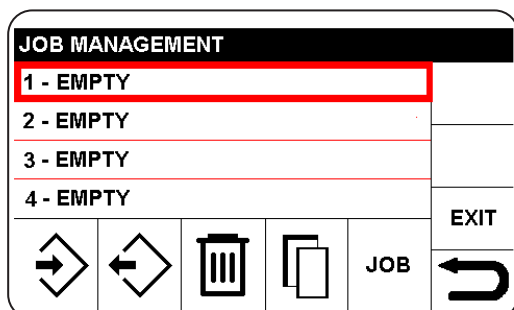 JOB MANAGEMENT
1 - EMPTY
2 - EMPTY
3 - EMPTY
4 - EMPTY
EXIT
JOB